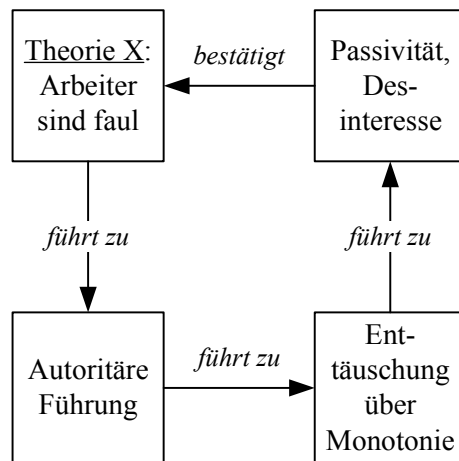 Theorie X:
Arbeiter
sind faul
bestätigt
Passivität,
Des-
interesse
führt zu
führt zu
Autoritäre
Führung
führt zu
Ent-
täuschung
über
Monotonie